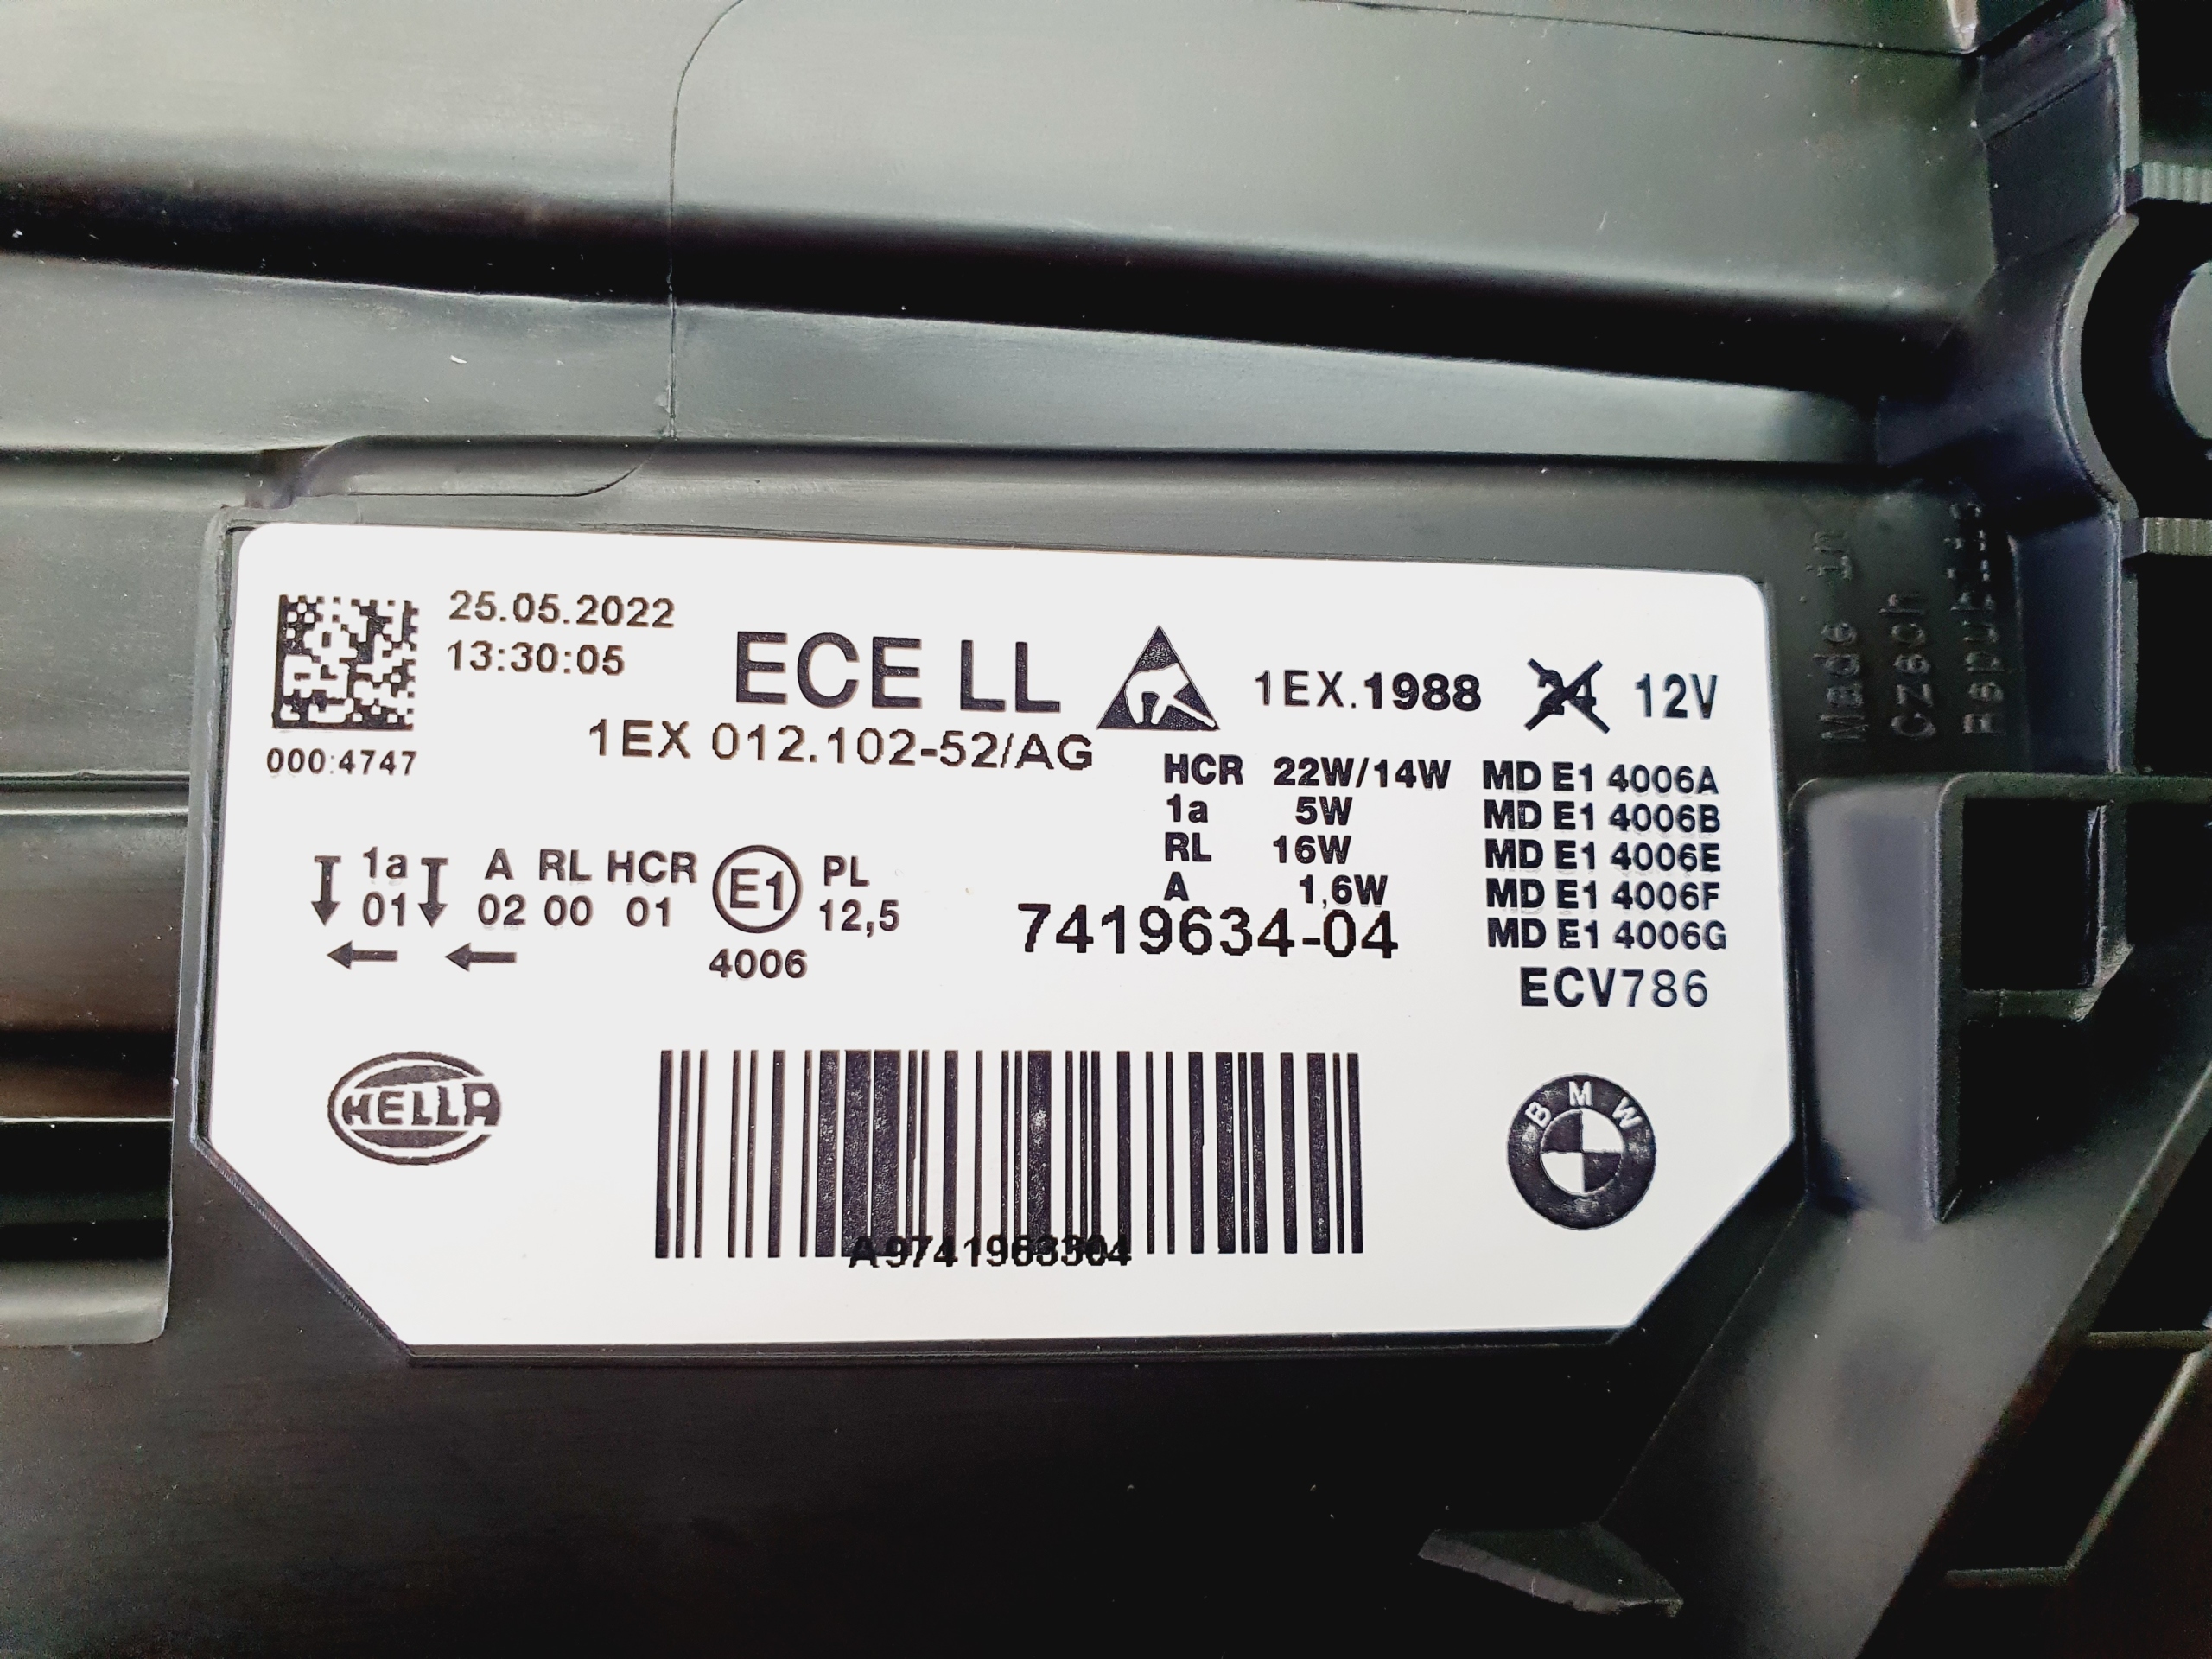 25.05.2022
13:30:05
ECE LL
1EX.1988 24 12V
000:4747
1EX 012.102-52/AG
HCR 22W/14W MD E1 4006A
1a 5W MD E1 4006B
RL 16W MD E1 4006E
A 1,6W MD E1 4006F
7419634-04 MD E1 4006G
ECV786
1a A RL HCR E1 PL
01 02 00 01 12,5
4006
HELLA
BMW
A9741963304
Made in
Czech
Republic